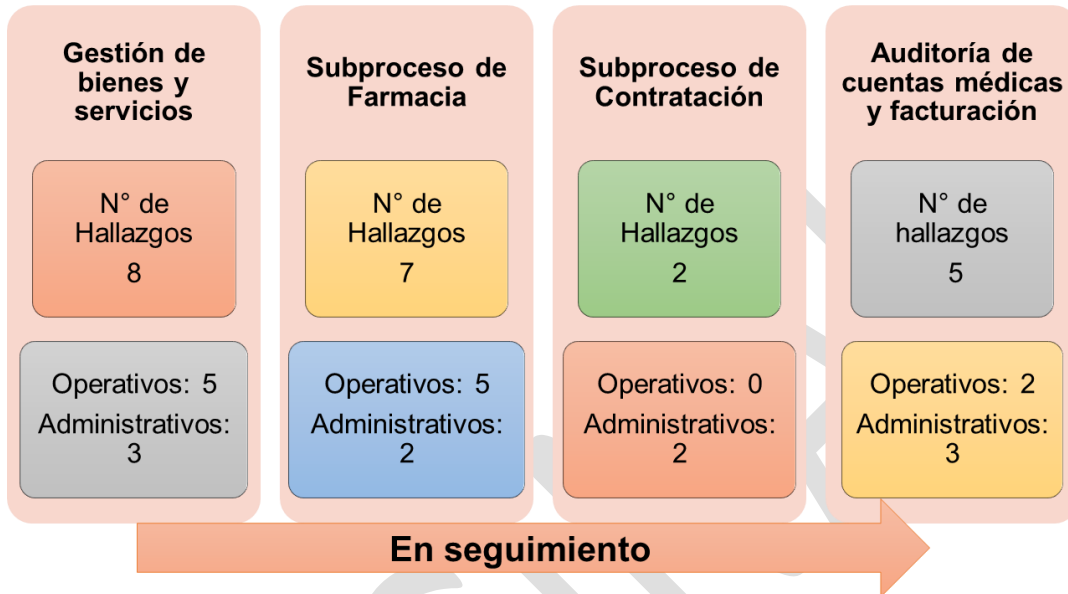 Gestión de
bienes y
servicios
N° de
Hallazgos
8
Operativos: 5
Administrativos:
3
Subproceso de
Farmacia
N° de
Hallazgos
7
Operativos: 5
Administrativos:
2
Subproceso de
Contratación
N° de
Hallazgos
2
Operativos: 0
Administrativos:
2
Auditoría de
cuentas médicas
y facturación
N° de
hallazgos
5
Operativos: 2
Administrativos:
3
En seguimiento